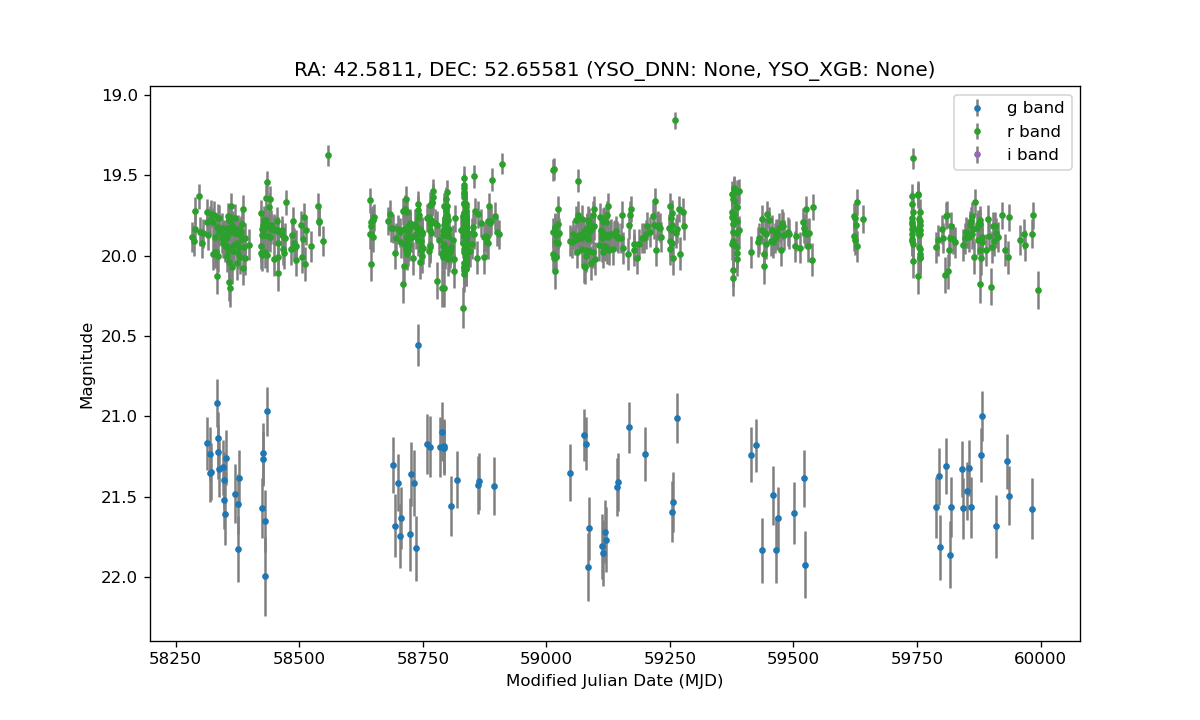 RA: 42.5811, DEC: 52.65581 (YSO_DNN: None, YSO_XGB: None)
g band
r band
i band
Magnitude
19.0
19.5
20.0
20.5
21.0
21.5
22.0
58250 58500 58750 59000 59250 59500 59750 60000
Modified Julian Date (MJD)